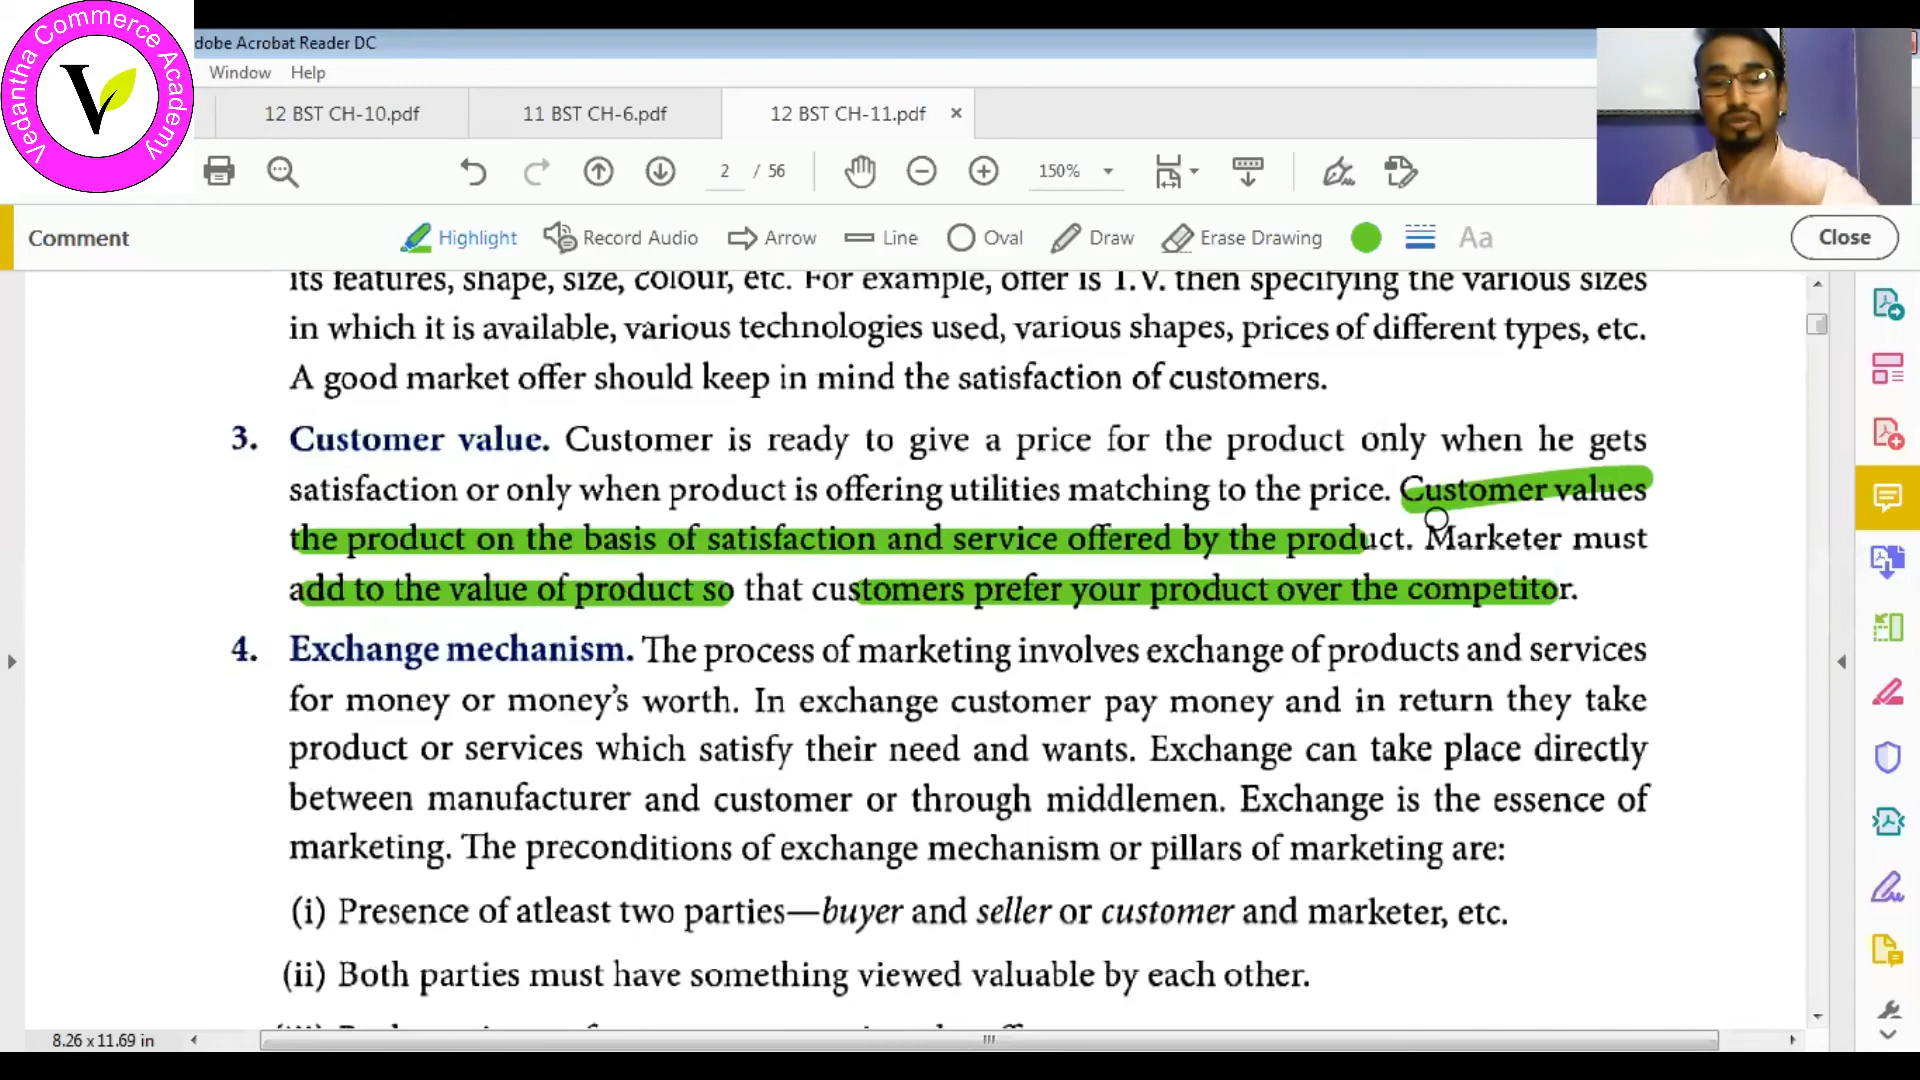 Vedantha Commerce Academy
V
dobe Acrobat Reader DC
Window Help
12 BST CH-10.pdf 11 BST CH-6.pdf 12 BST CH-11.pdf ×
2 / 56 150%
Comment Highlight Record Audio Arrow Line Oval Draw Erase Drawing Aa Close
its features, shape, size, colour, etc. For example, offer is T.V. then specifying the various sizes
in which it is available, various technologies used, various shapes, prices of different types, etc.
A good market offer should keep in mind the satisfaction of customers.
3. Customer value. Customer is ready to give a price for the product only when he gets
satisfaction or only when product is offering utilities matching to the price. Customer values
the product on the basis of satisfaction and service offered by the product. Marketer must
add to the value of product so that customers prefer your product over the competitor.
4. Exchange mechanism. The process of marketing involves exchange of products and services
for money or money's worth. In exchange customer pay money and in return they take
product or services which satisfy their need and wants. Exchange can take place directly
between manufacturer and customer or through middlemen. Exchange is the essence of
marketing. The preconditions of exchange mechanism or pillars of marketing are:
(i) Presence of atleast two parties—buyer and seller or customer and marketer, etc.
(ii) Both parties must have something viewed valuable by each other.
8.26 x 11.69 in